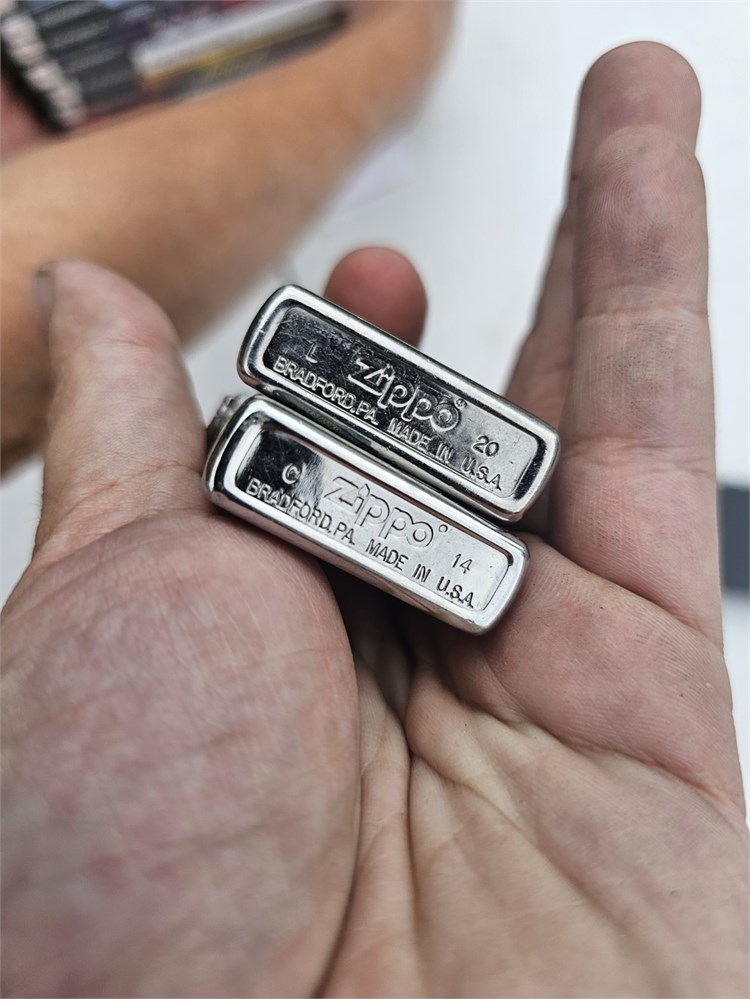 L Zippo® 20
BRADFORD, PA. MADE IN U.S.A.
C Zippo® 14
BRADFORD, PA. MADE IN U.S.A.